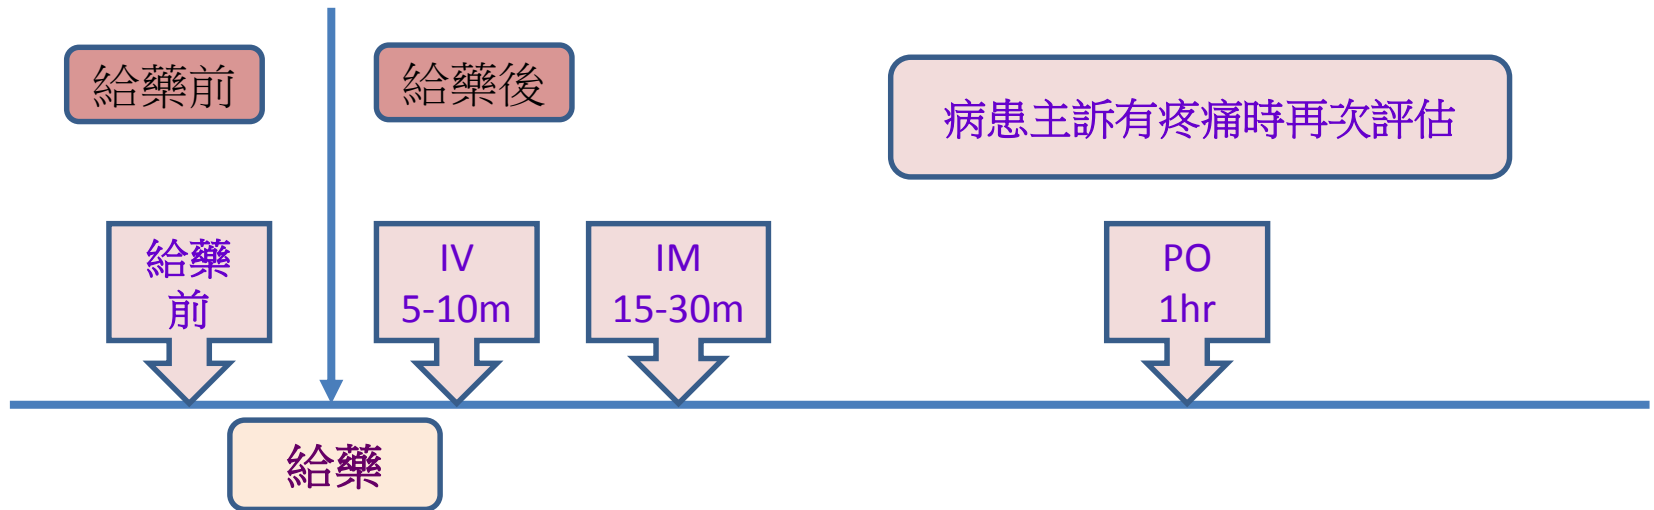 給藥前
給藥後
病患主訴有疼痛時再次評估
給藥
前
IV
5-10m
IM
15-30m
PO
1hr
給藥